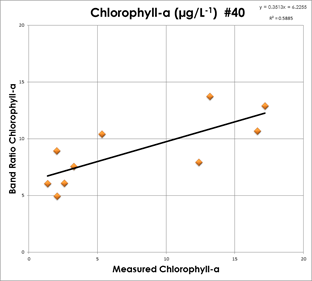 Chlorophyll-a (µg/L⁻¹) #40
y = 0.3513x + 6.2255
R² = 0.5885
Band Ratio Chlorophyll-a
20
15
10
5
0
0 5 10 15 20
Measured Chlorophyll-a